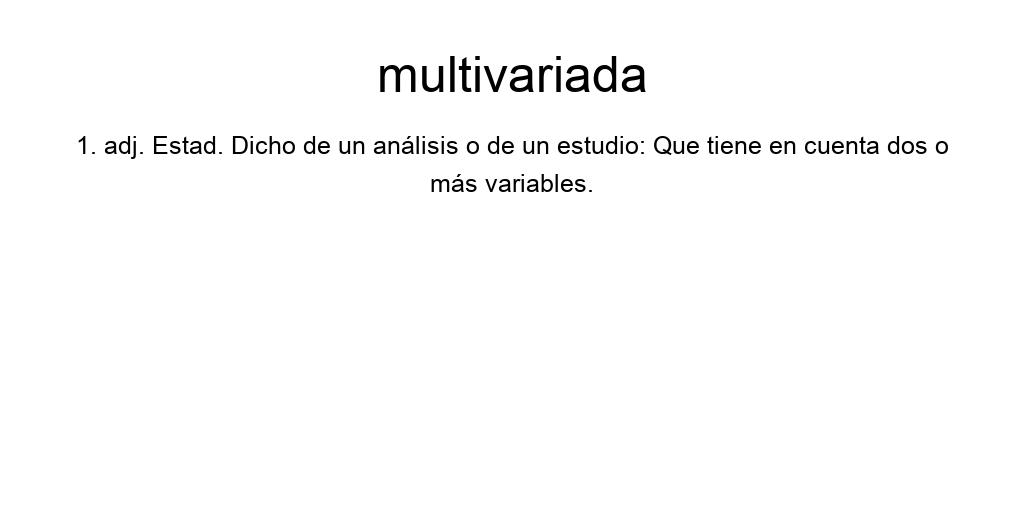 multivariada
1. adj. Estad. Dicho de un análisis o de un estudio: Que tiene en cuenta dos o
más variables.